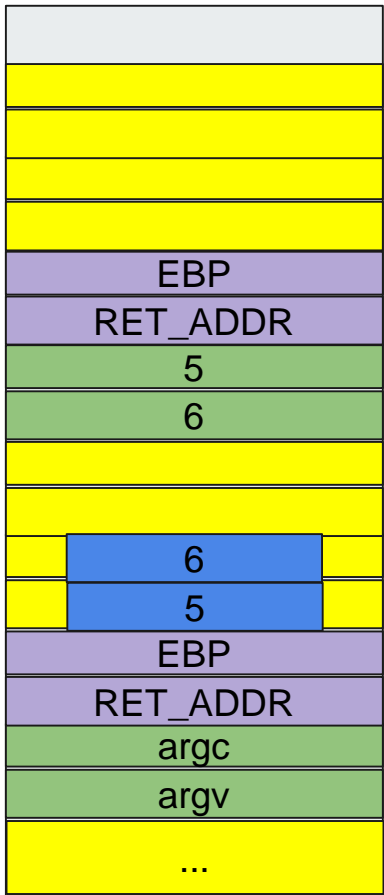 EBP
RET_ADDR
5
6
6
5
EBP
RET_ADDR
argc
argv
...